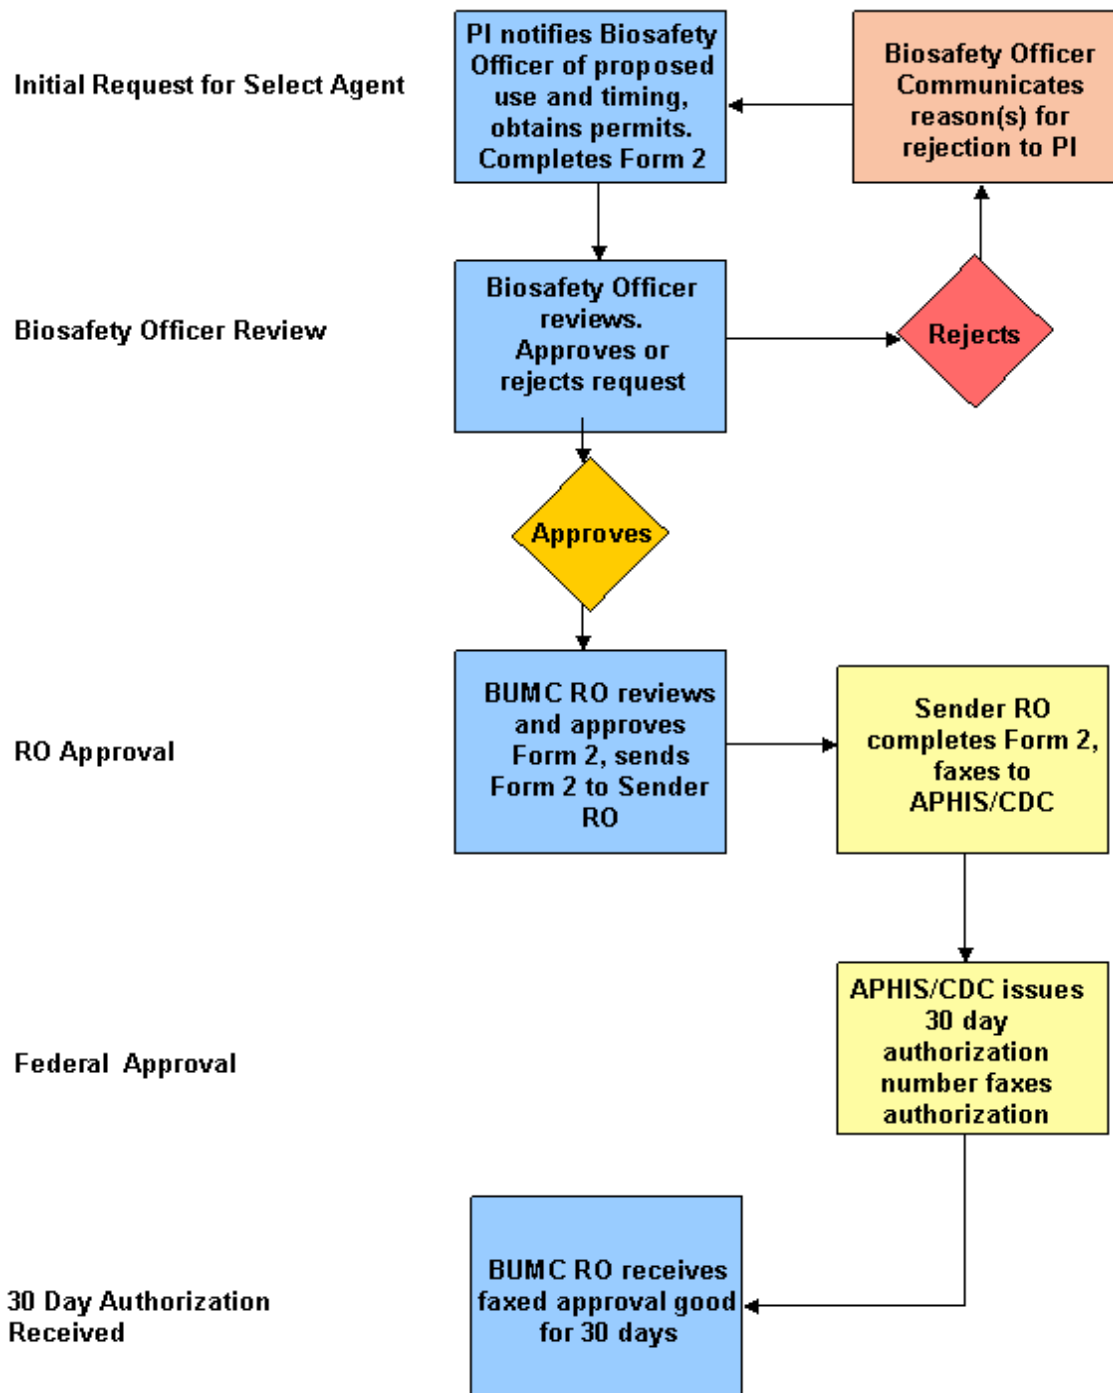 Initial Request for Select Agent
PI notifies Biosafety
Officer of proposed
use and timing,
obtains permits.
Completes Form 2
Biosafety Officer
Communicates
reason(s) for
rejection to PI
Biosafety Officer Review
Biosafety Officer
reviews.
Approves or
rejects request
Rejects
Approves
RO Approval
BUMC RO reviews
and approves
Form 2, sends
Form 2 to Sender
RO
Sender RO
completes Form 2,
faxes to
APHIS/CDC
Federal Approval
APHIS/CDC issues
30 day
authorization
number faxes
authorization
30 Day Authorization
Received
BUMC RO receives
faxed approval good
for 30 days